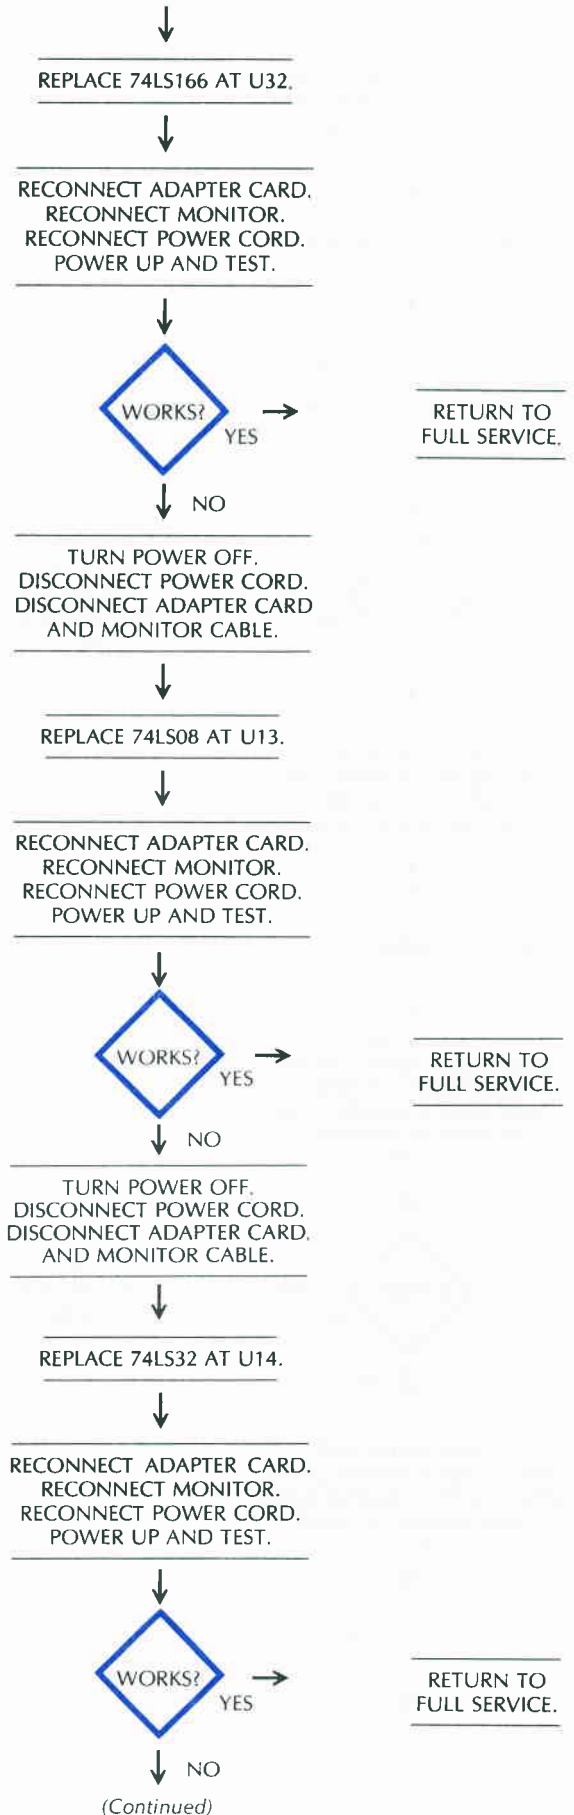 REPLACE 74LS166 AT U32.
RECONNECT ADAPTER CARD.
RECONNECT MONITOR.
RECONNECT POWER CORD.
POWER UP AND TEST.
WORKS?
YES
RETURN TO
FULL SERVICE.
NO
TURN POWER OFF.
DISCONNECT POWER CORD.
DISCONNECT ADAPTER CARD
AND MONITOR CABLE.
REPLACE 74LS08 AT U13.
RECONNECT ADAPTER CARD.
RECONNECT MONITOR.
RECONNECT POWER CORD.
POWER UP AND TEST.
WORKS?
YES
RETURN TO
FULL SERVICE.
NO
TURN POWER OFF.
DISCONNECT POWER CORD.
DISCONNECT ADAPTER CARD.
AND MONITOR CABLE.
REPLACE 74LS32 AT U14.
RECONNECT ADAPTER CARD.
RECONNECT MONITOR.
RECONNECT POWER CORD.
POWER UP AND TEST.
WORKS?
YES
RETURN TO
FULL SERVICE.
NO
(Continued)